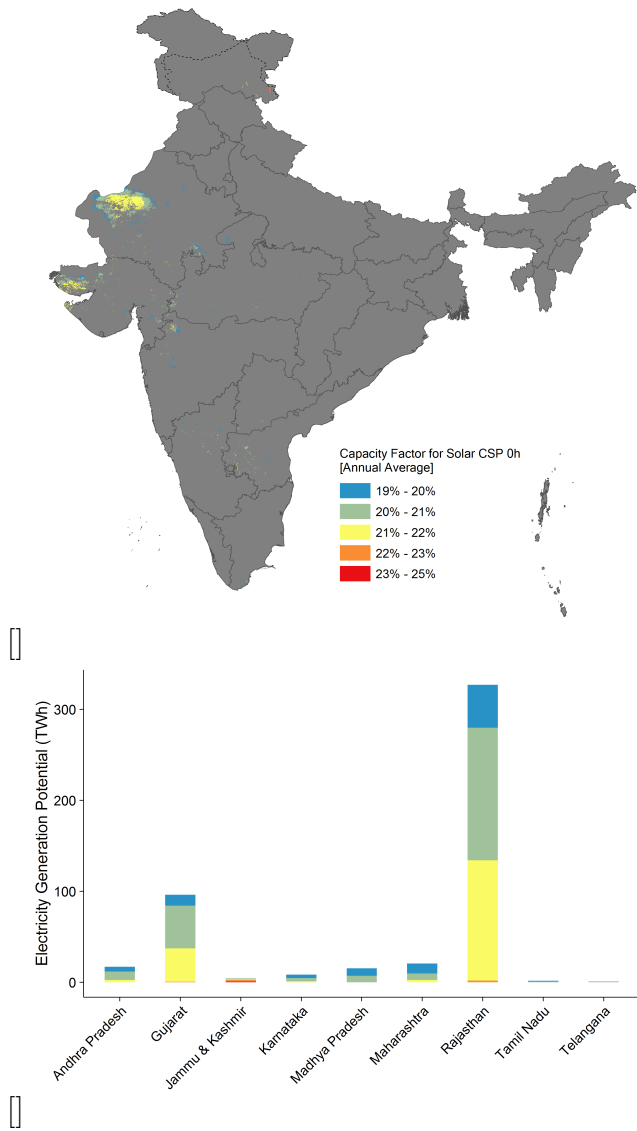 Capacity Factor for Solar CSP 0h
[Annual Average]
19% - 20%
20% - 21%
21% - 22%
22% - 23%
23% - 25%
[]
Electricity Generation Potential (TWh)
300
200
100
0
Andhra Pradesh
Gujarat
Jammu & Kashmir
Karnataka
Madhya Pradesh
Maharashtra
Rajasthan
Tamil Nadu
Telangana
[]